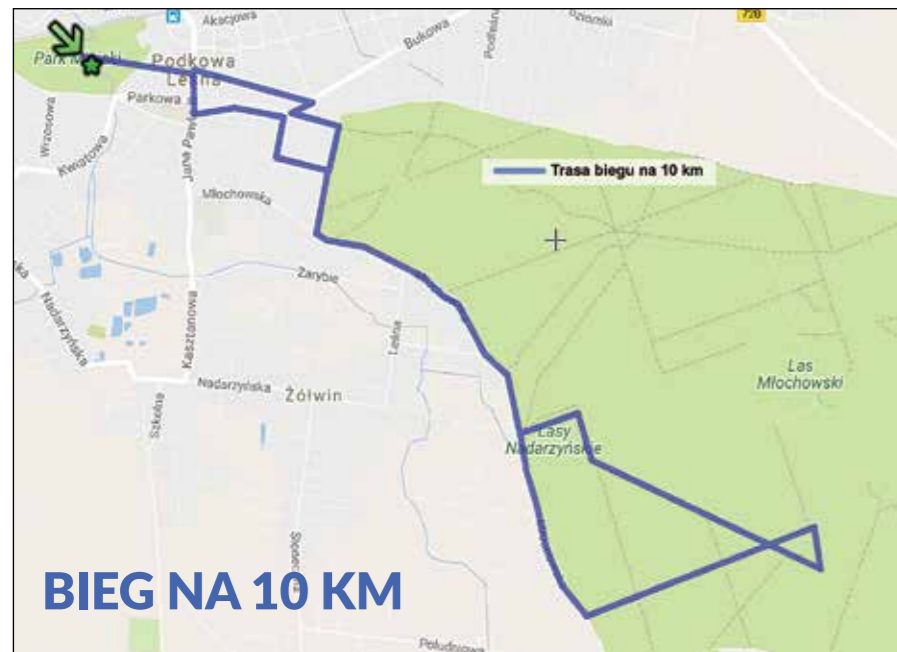 Akacjowa
720
Bukowa
Podleśna
Park Miejski
Podkowa
Leśna
Parkowa
Wrzosowa
Kwiatowa
Jana Pawła
Trasa biegu na 10 km
Młochowska
Żarybie
Nadarzyńska
Kasztanowa
Leśna
Las
Młochowski
Nadarzyńska
Żółwin
Szkolna
Lasy
Nadarzyńskie
BIEG NA 10 KM
Południowa